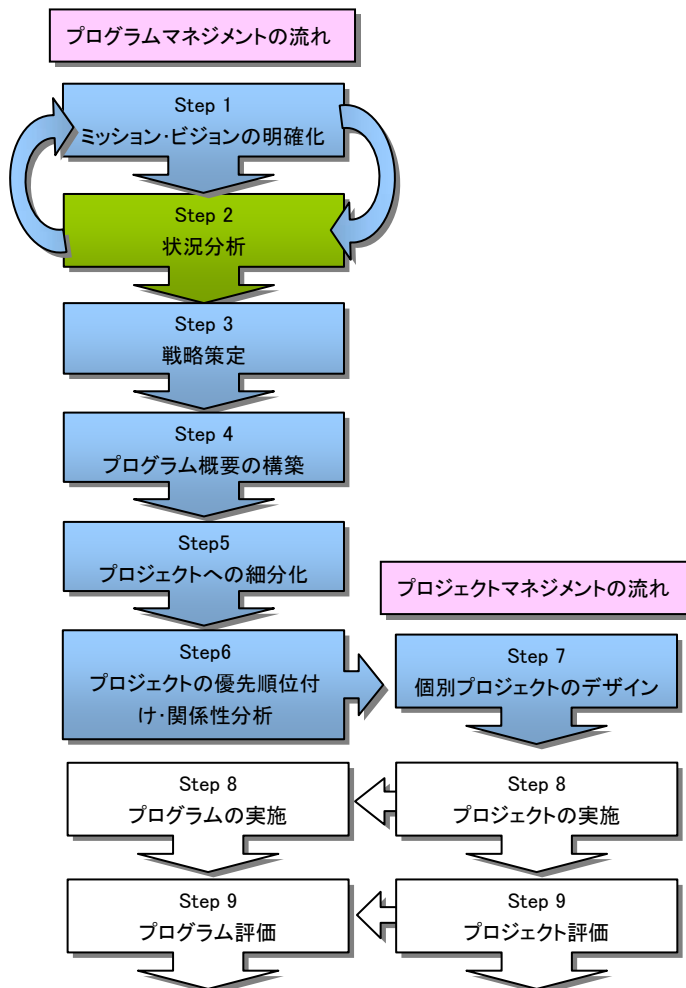 プログラムマネジメントの流れ
Step 1
ミッション・ビジョンの明確化
Step 2
状況分析
Step 3
戦略策定
Step 4
プログラム概要の構築
Step5
プロジェクトへの細分化
Step6
プロジェクトの優先順位付
け・関係性分析
プロジェクトマネジメントの流れ
Step 7
個別プロジェクトのデザイン
Step 8
プログラムの実施
Step 8
プロジェクトの実施
Step 9
プログラム評価
Step 9
プロジェクト評価